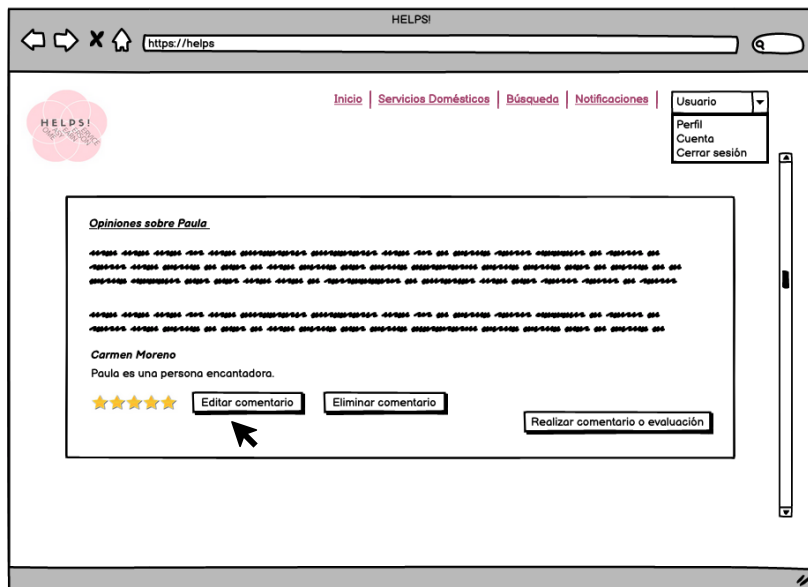 HELPS!
https://helps
Inicio Servicios Domésticos Búsqueda Notificaciones Usuario
Perfil
Cuenta
Cerrar sesión
HELPS!
Opiniones sobre Paula
Carmen Moreno
Paula es una persona encantadora.
Editar comentario Eliminar comentario
Realizar comentario o evaluación